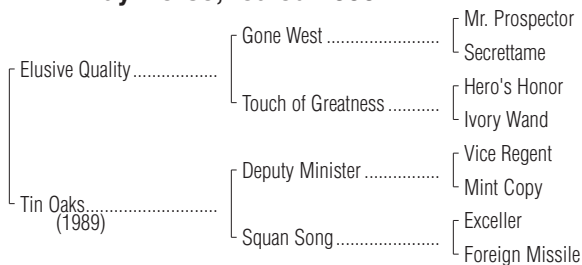 Mr. Prospector
Gone West
Secrettame
Elusive Quality
Hero's Honor
Touch of Greatness
Ivory Wand
Vice Regent
Deputy Minister
Mint Copy
Tin Oaks
(1989)
Exceller
Squan Song
Foreign Missile